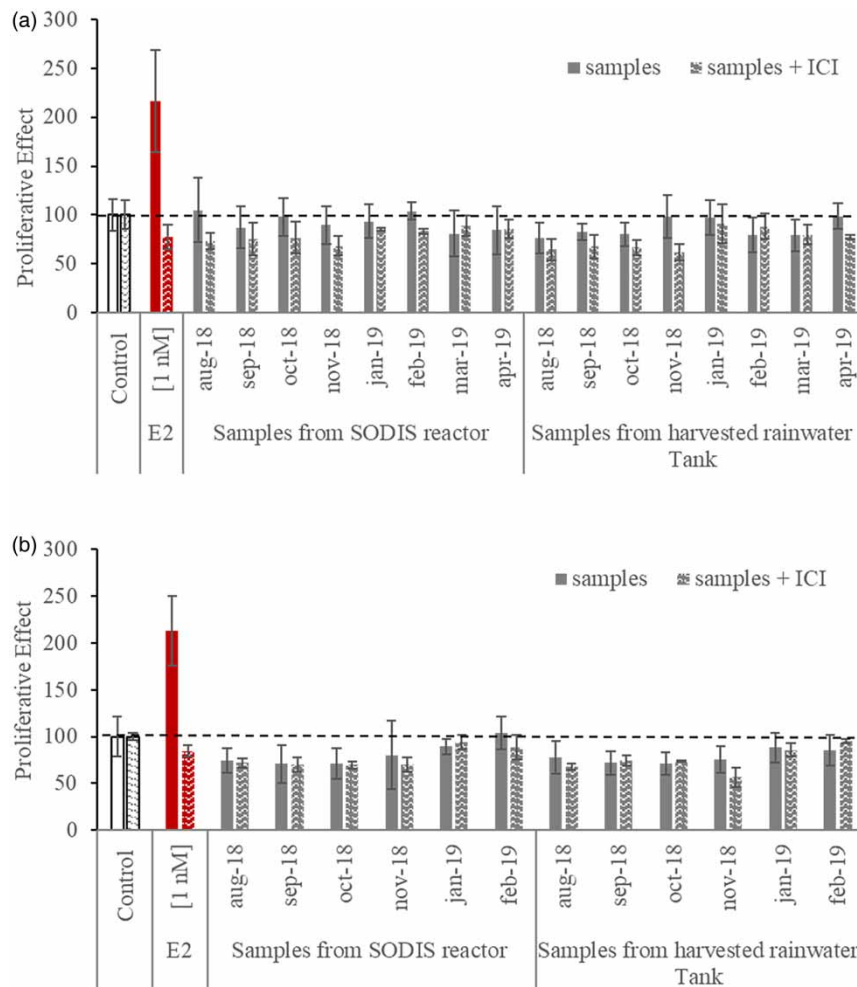 (a)
300
250
200
150
100
50
0
Proliferative Effect
samples
samples + ICI
Control
[1 nM]
aug-18
sep-18
oct-18
nov-18
jan-19
feb-19
mar-19
apr-19
aug-18
sep-18
oct-18
nov-18
jan-19
feb-19
mar-19
apr-19
E2
Samples from SODIS reactor
Samples from harvested rainwater
Tank
(b)
300
250
200
150
100
50
0
Proliferative Effect
samples
samples + ICI
Control
[1 nM]
aug-18
sep-18
oct-18
nov-18
jan-19
feb-19
aug-18
sep-18
oct-18
nov-18
jan-19
feb-19
E2
Samples from SODIS reactor
Samples from harvested rainwater
Tank